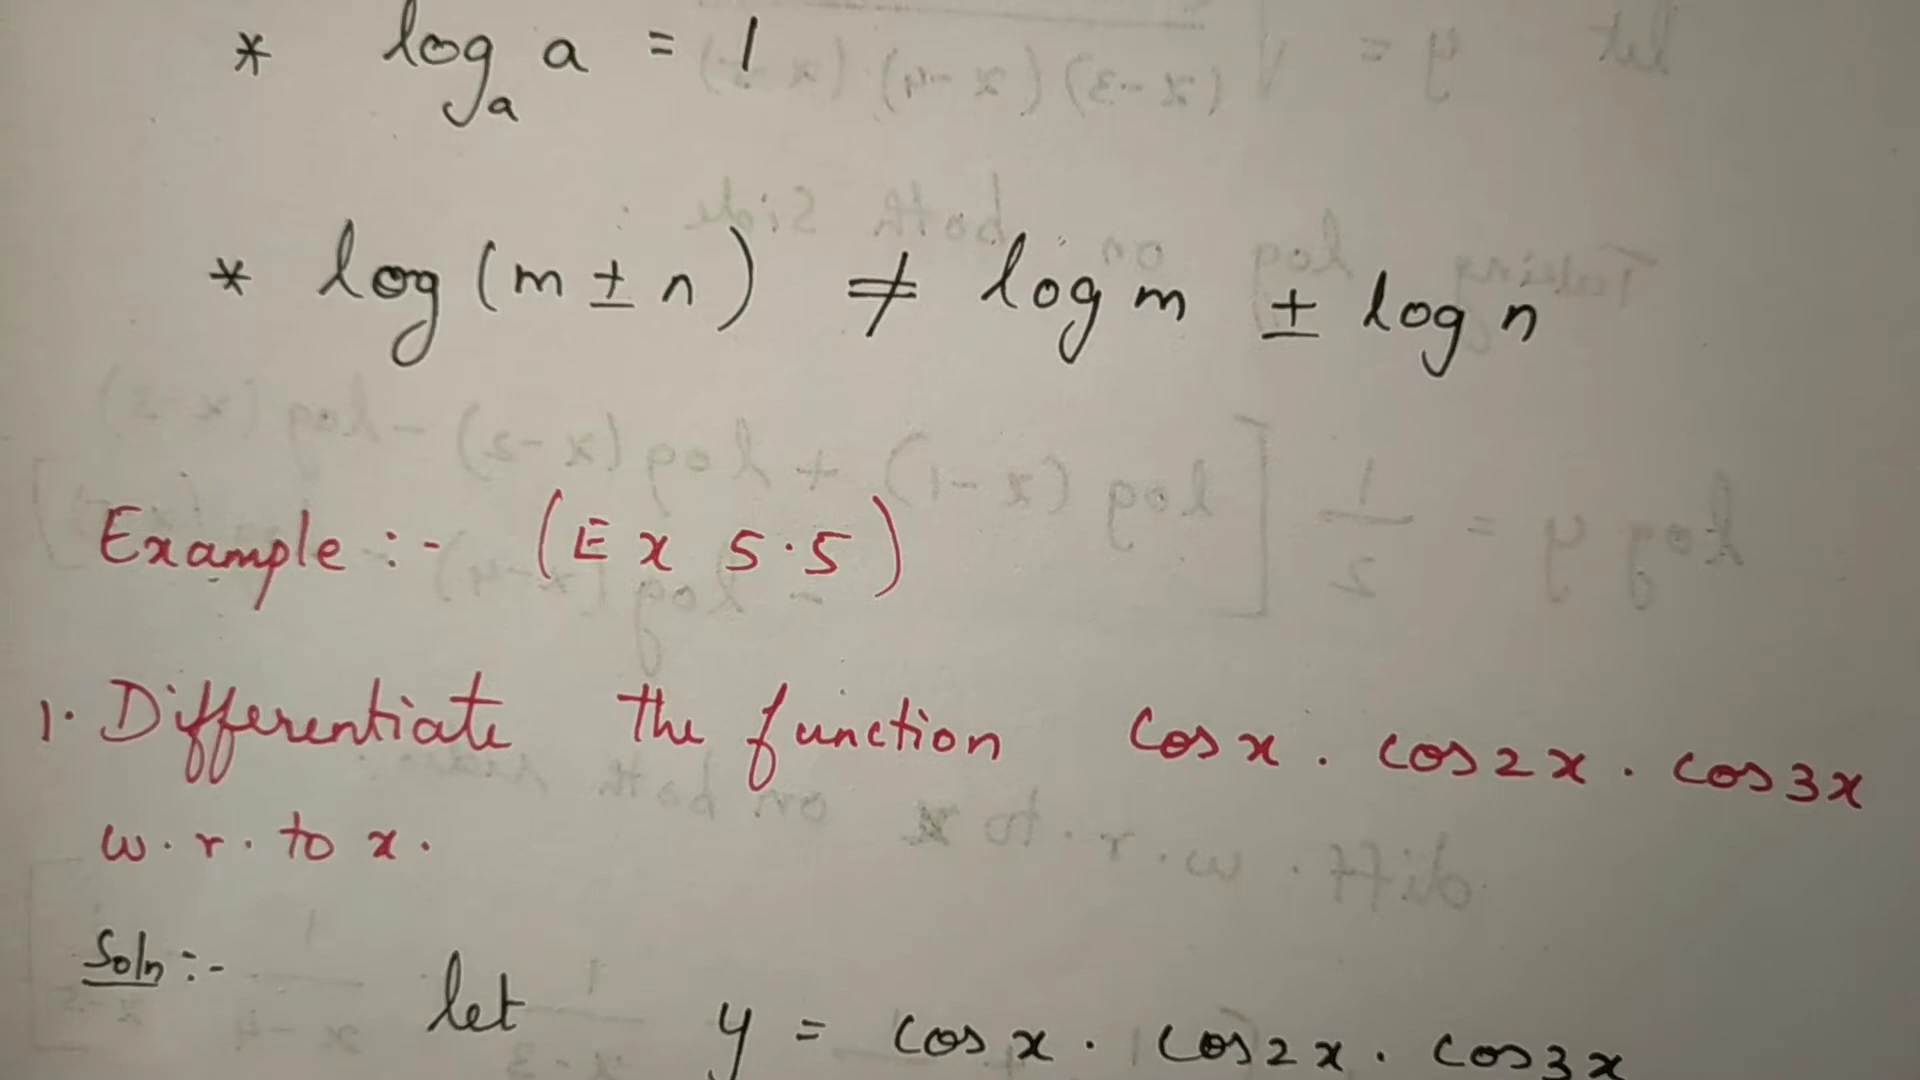 * logₐ a = 1
* log (m ± n) ≠ log m ± log n
Example :- (Ex 5.5)
1. Differentiate the function cos x . cos 2x . cos 3x
w.r. to x.
Soln :-
let y = cos x . cos 2x . cos 3x